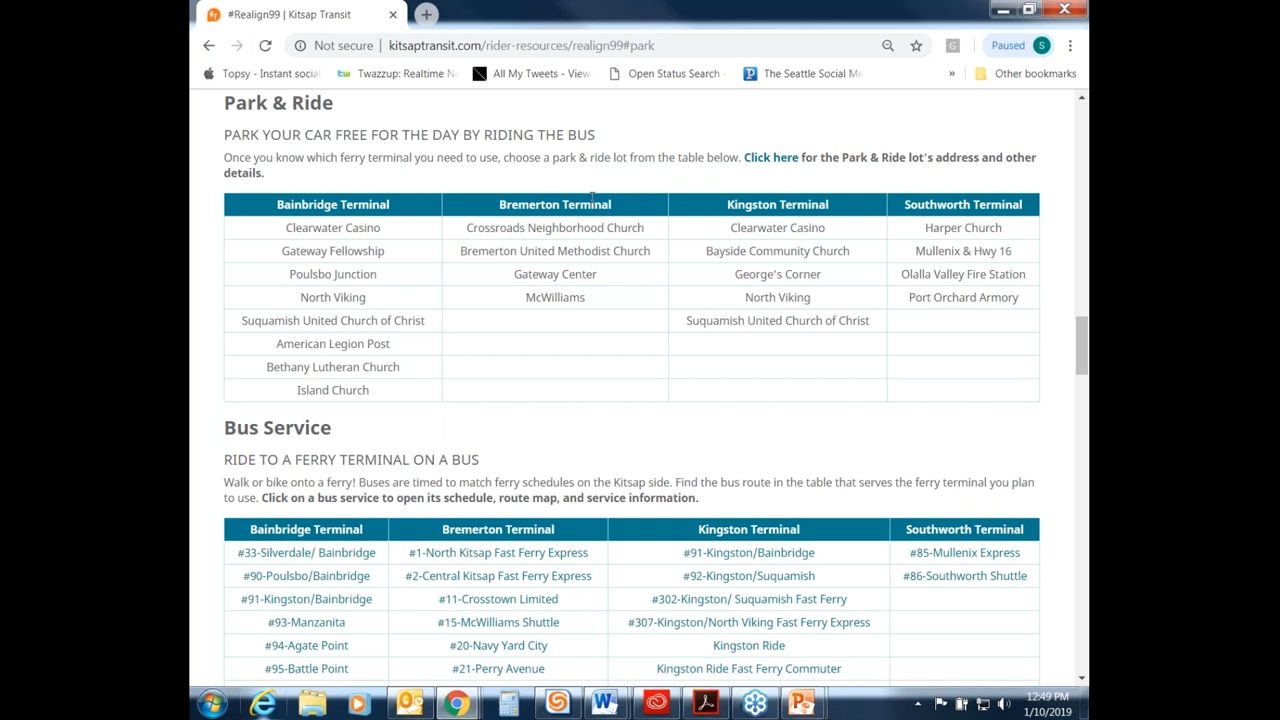 #Realign99 | Kitsap Transit
Not secure | kitsaptransit.com/rider-resources/realign99#park
G
Paused S
Topsy - Instant social
Twazzup: Realtime N
All My Tweets - View
Open Status Search -
The Seattle Social Me
» Other bookmarks
Park & Ride
PARK YOUR CAR FREE FOR THE DAY BY RIDING THE BUS
Once you know which ferry terminal you need to use, choose a park & ride lot from the table below. Click here for the Park & Ride lot's address and other
details.
Bainbridge Terminal Bremerton Terminal Kingston Terminal Southworth Terminal
Clearwater Casino Crossroads Neighborhood Church Clearwater Casino Harper Church
Gateway Fellowship Bremerton United Methodist Church Bayside Community Church Mullenix & Hwy 16
Poulsbo Junction Gateway Center George's Corner Olalla Valley Fire Station
North Viking McWilliams North Viking Port Orchard Armory
Suquamish United Church of Christ Suquamish United Church of Christ
American Legion Post
Bethany Lutheran Church
Island Church
Bus Service
RIDE TO A FERRY TERMINAL ON A BUS
Walk or bike onto a ferry! Buses are timed to match ferry schedules on the Kitsap side. Find the bus route in the table that serves the ferry terminal you plan
to use. Click on a bus service to open its schedule, route map, and service information.
Bainbridge Terminal Bremerton Terminal Kingston Terminal Southworth Terminal
#33-Silverdale/ Bainbridge #1-North Kitsap Fast Ferry Express #91-Kingston/Bainbridge #85-Mullenix Express
#90-Poulsbo/Bainbridge #2-Central Kitsap Fast Ferry Express #92-Kingston/Suquamish #86-Southworth Shuttle
#91-Kingston/Bainbridge #11-Crosstown Limited #302-Kingston/ Suquamish Fast Ferry
#93-Manzanita #15-McWilliams Shuttle #307-Kingston/North Viking Fast Ferry Express
#94-Agate Point #20-Navy Yard City Kingston Ride
#95-Battle Point #21-Perry Avenue Kingston Ride Fast Ferry Commuter
12:49 PM
1/10/2019